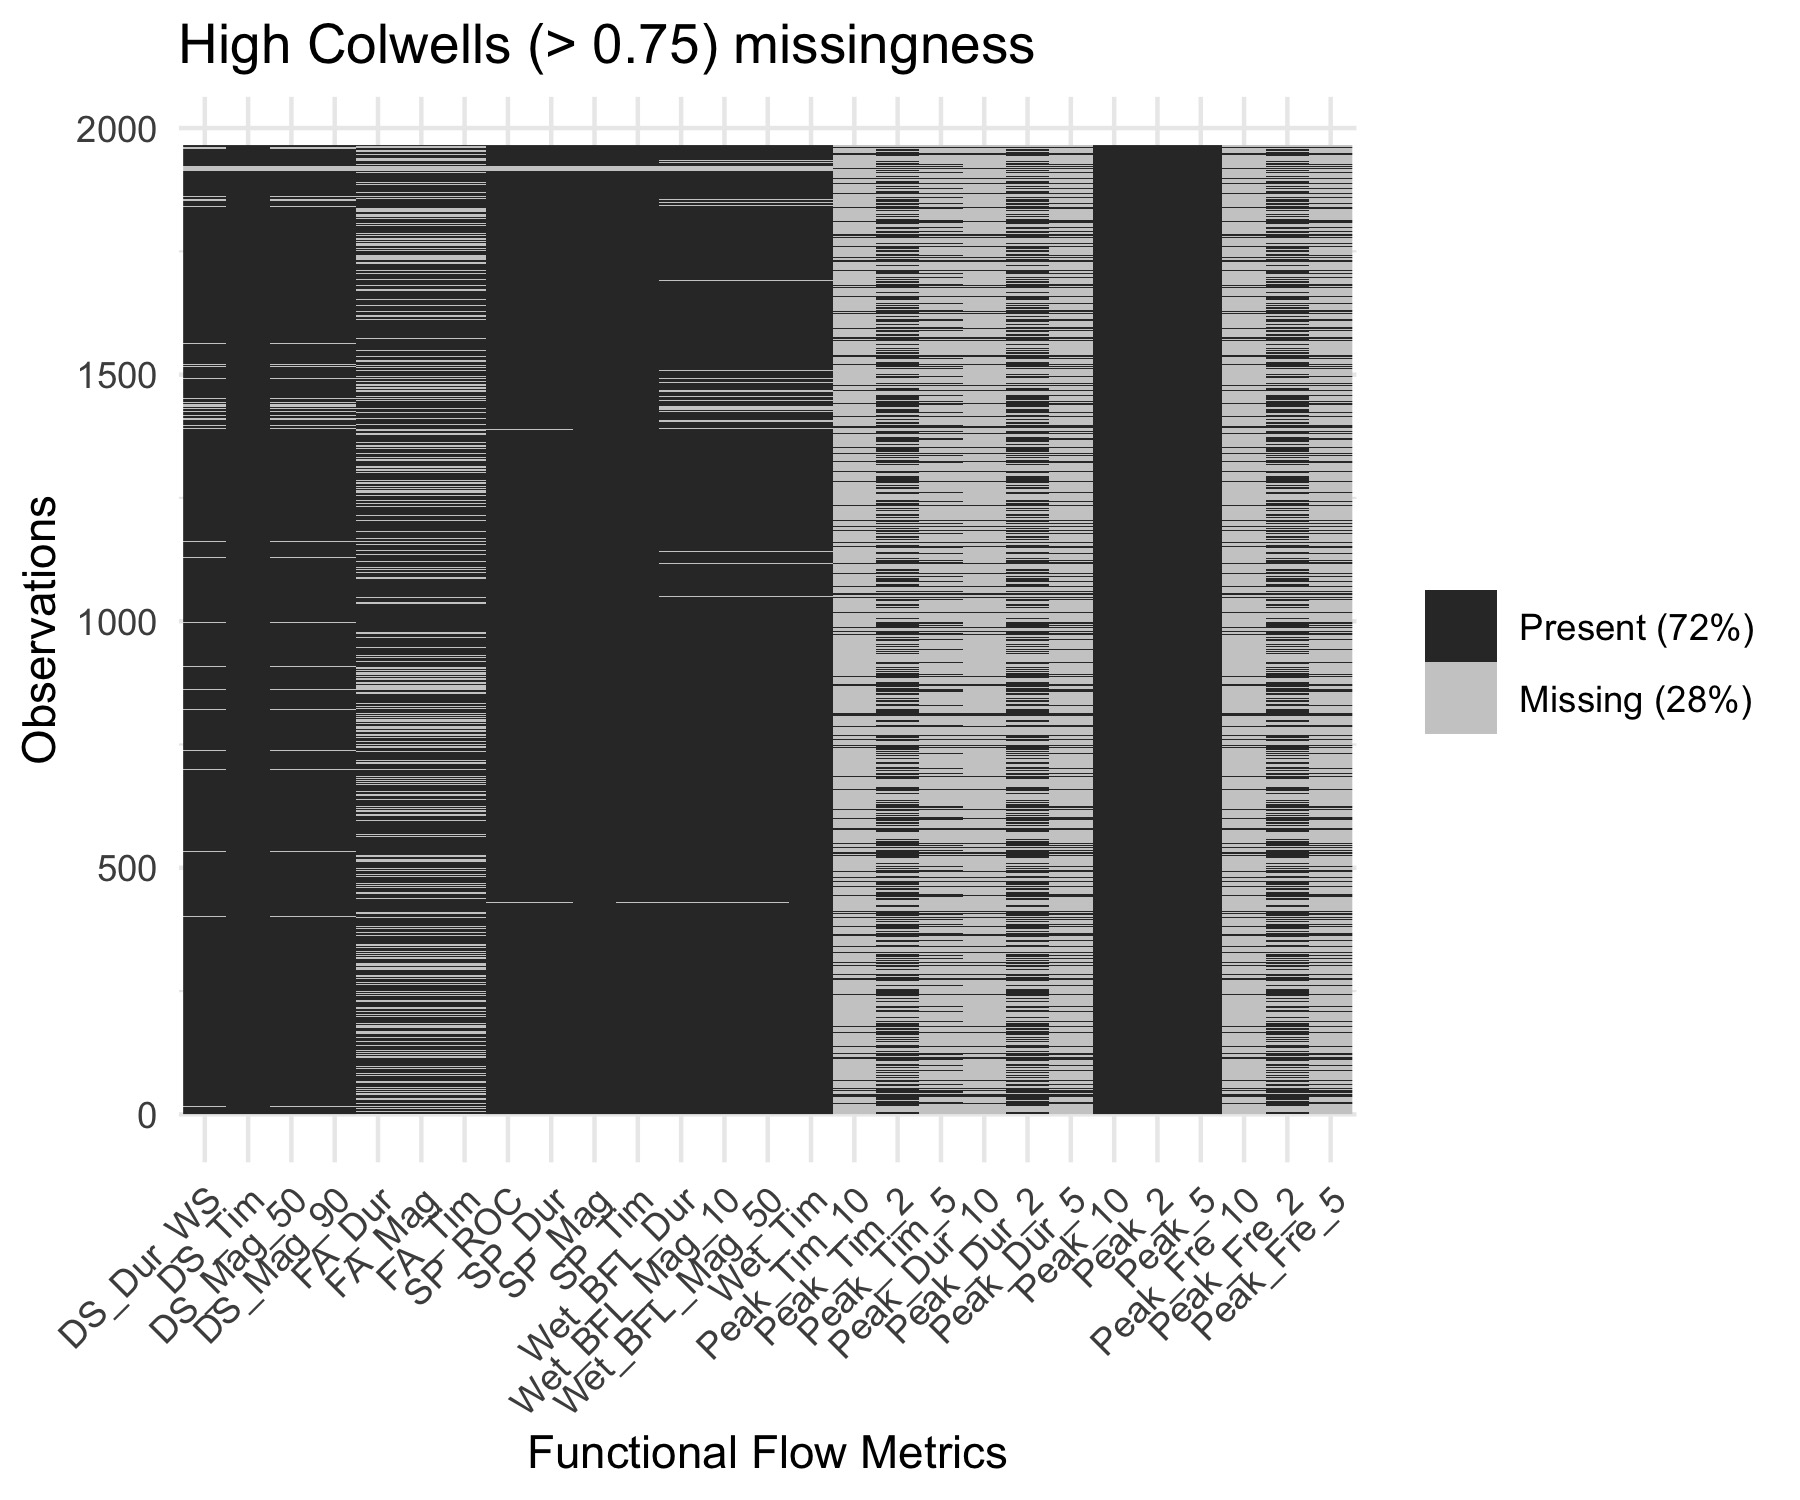 High Colwells (> 0.75) missingness
2000
1500
1000
500
0
Observations
Present (72%)
Missing (28%)
DS_Dur_WS
DS_Tim
DS_Mag_50
DS_Mag_90
FA_Dur
FA_Mag
FA_Tim
SP_ROC
SP_Dur
SP_Mag
SP_Tim
Wet_BFL_Dur
Wet_BFL_Mag_10
Wet_BFL_Mag_50
Wet_Tim
Peak_Tim_10
Peak_Tim_2
Peak_Tim_5
Peak_Dur_10
Peak_Dur_2
Peak_Dur_5
Peak_10
Peak_2
Peak_5
Peak_Fre_10
Peak_Fre_2
Peak_Fre_5
Functional Flow Metrics